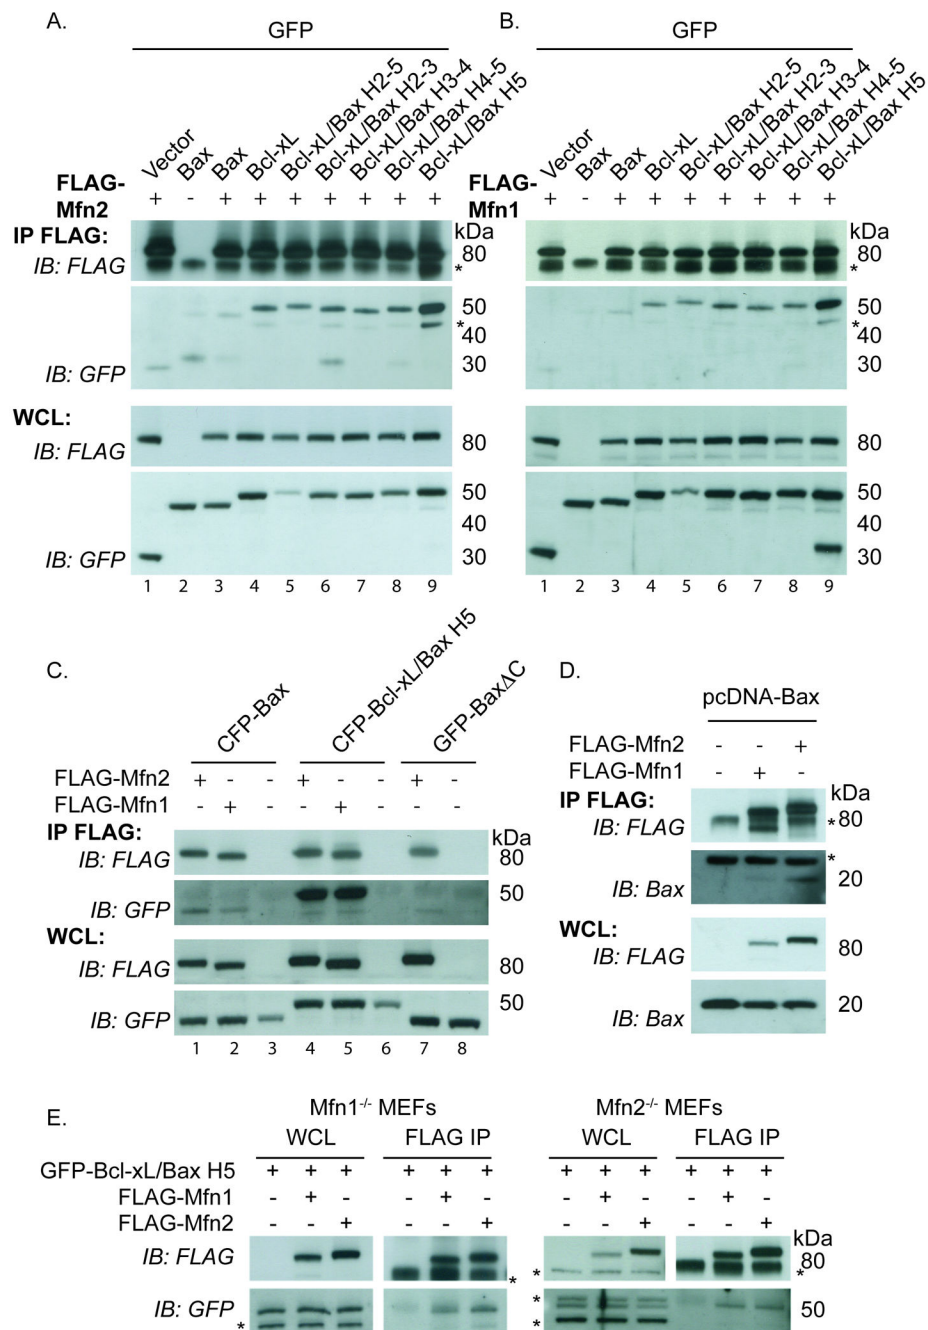 A.
GFP
Vector
Bax
Bax
Bcl-xL
Bcl-xL/Bax H2-5
Bcl-xL/Bax H2-3
Bcl-xL/Bax H3-4
Bcl-xL/Bax H4-5
Bcl-xL/Bax H5
FLAG-Mfn2 + - + + + + + + +
IP FLAG:
kDa
IB: FLAG
80
*
50
*
40
30
IB: GFP
WCL:
IB: FLAG
80
50
40
30
IB: GFP
1 2 3 4 5 6 7 8 9
B.
GFP
Vector
Bax
Bax
Bcl-xL
Bcl-xL/Bax H2-5
Bcl-xL/Bax H2-3
Bcl-xL/Bax H3-4
Bcl-xL/Bax H4-5
Bcl-xL/Bax H5
FLAG-Mfn1 + - + + + + + + +
kDa
80
*
50
*
40
30
80
50
40
30
1 2 3 4 5 6 7 8 9
C.
CFP-Bax
CFP-Bcl-xL/Bax H5
GFP-BaxΔC
FLAG-Mfn2 + - - + - - + -
FLAG-Mfn1 - + - - + - - -
IP FLAG:
kDa
IB: FLAG
80
50
IB: GFP
WCL:
IB: FLAG
80
50
IB: GFP
1 2 3 4 5 6 7 8
D.
pcDNA-Bax
FLAG-Mfn2 - - +
FLAG-Mfn1 - + -
IP FLAG:
kDa
IB: FLAG
* 80
*
IB: Bax
20
WCL:
IB: FLAG
80
IB: Bax
20
E.
Mfn1-/- MEFs
Mfn2-/- MEFs
WCL
FLAG IP
WCL
FLAG IP
GFP-Bcl-xL/Bax H5 + + + + + + + + + + + +
FLAG-Mfn1 - + - - + - - + - - + -
FLAG-Mfn2 - - + - - + - - + - - +
kDa
IB: FLAG
*
*
80
*
IB: GFP
*
*
*
50